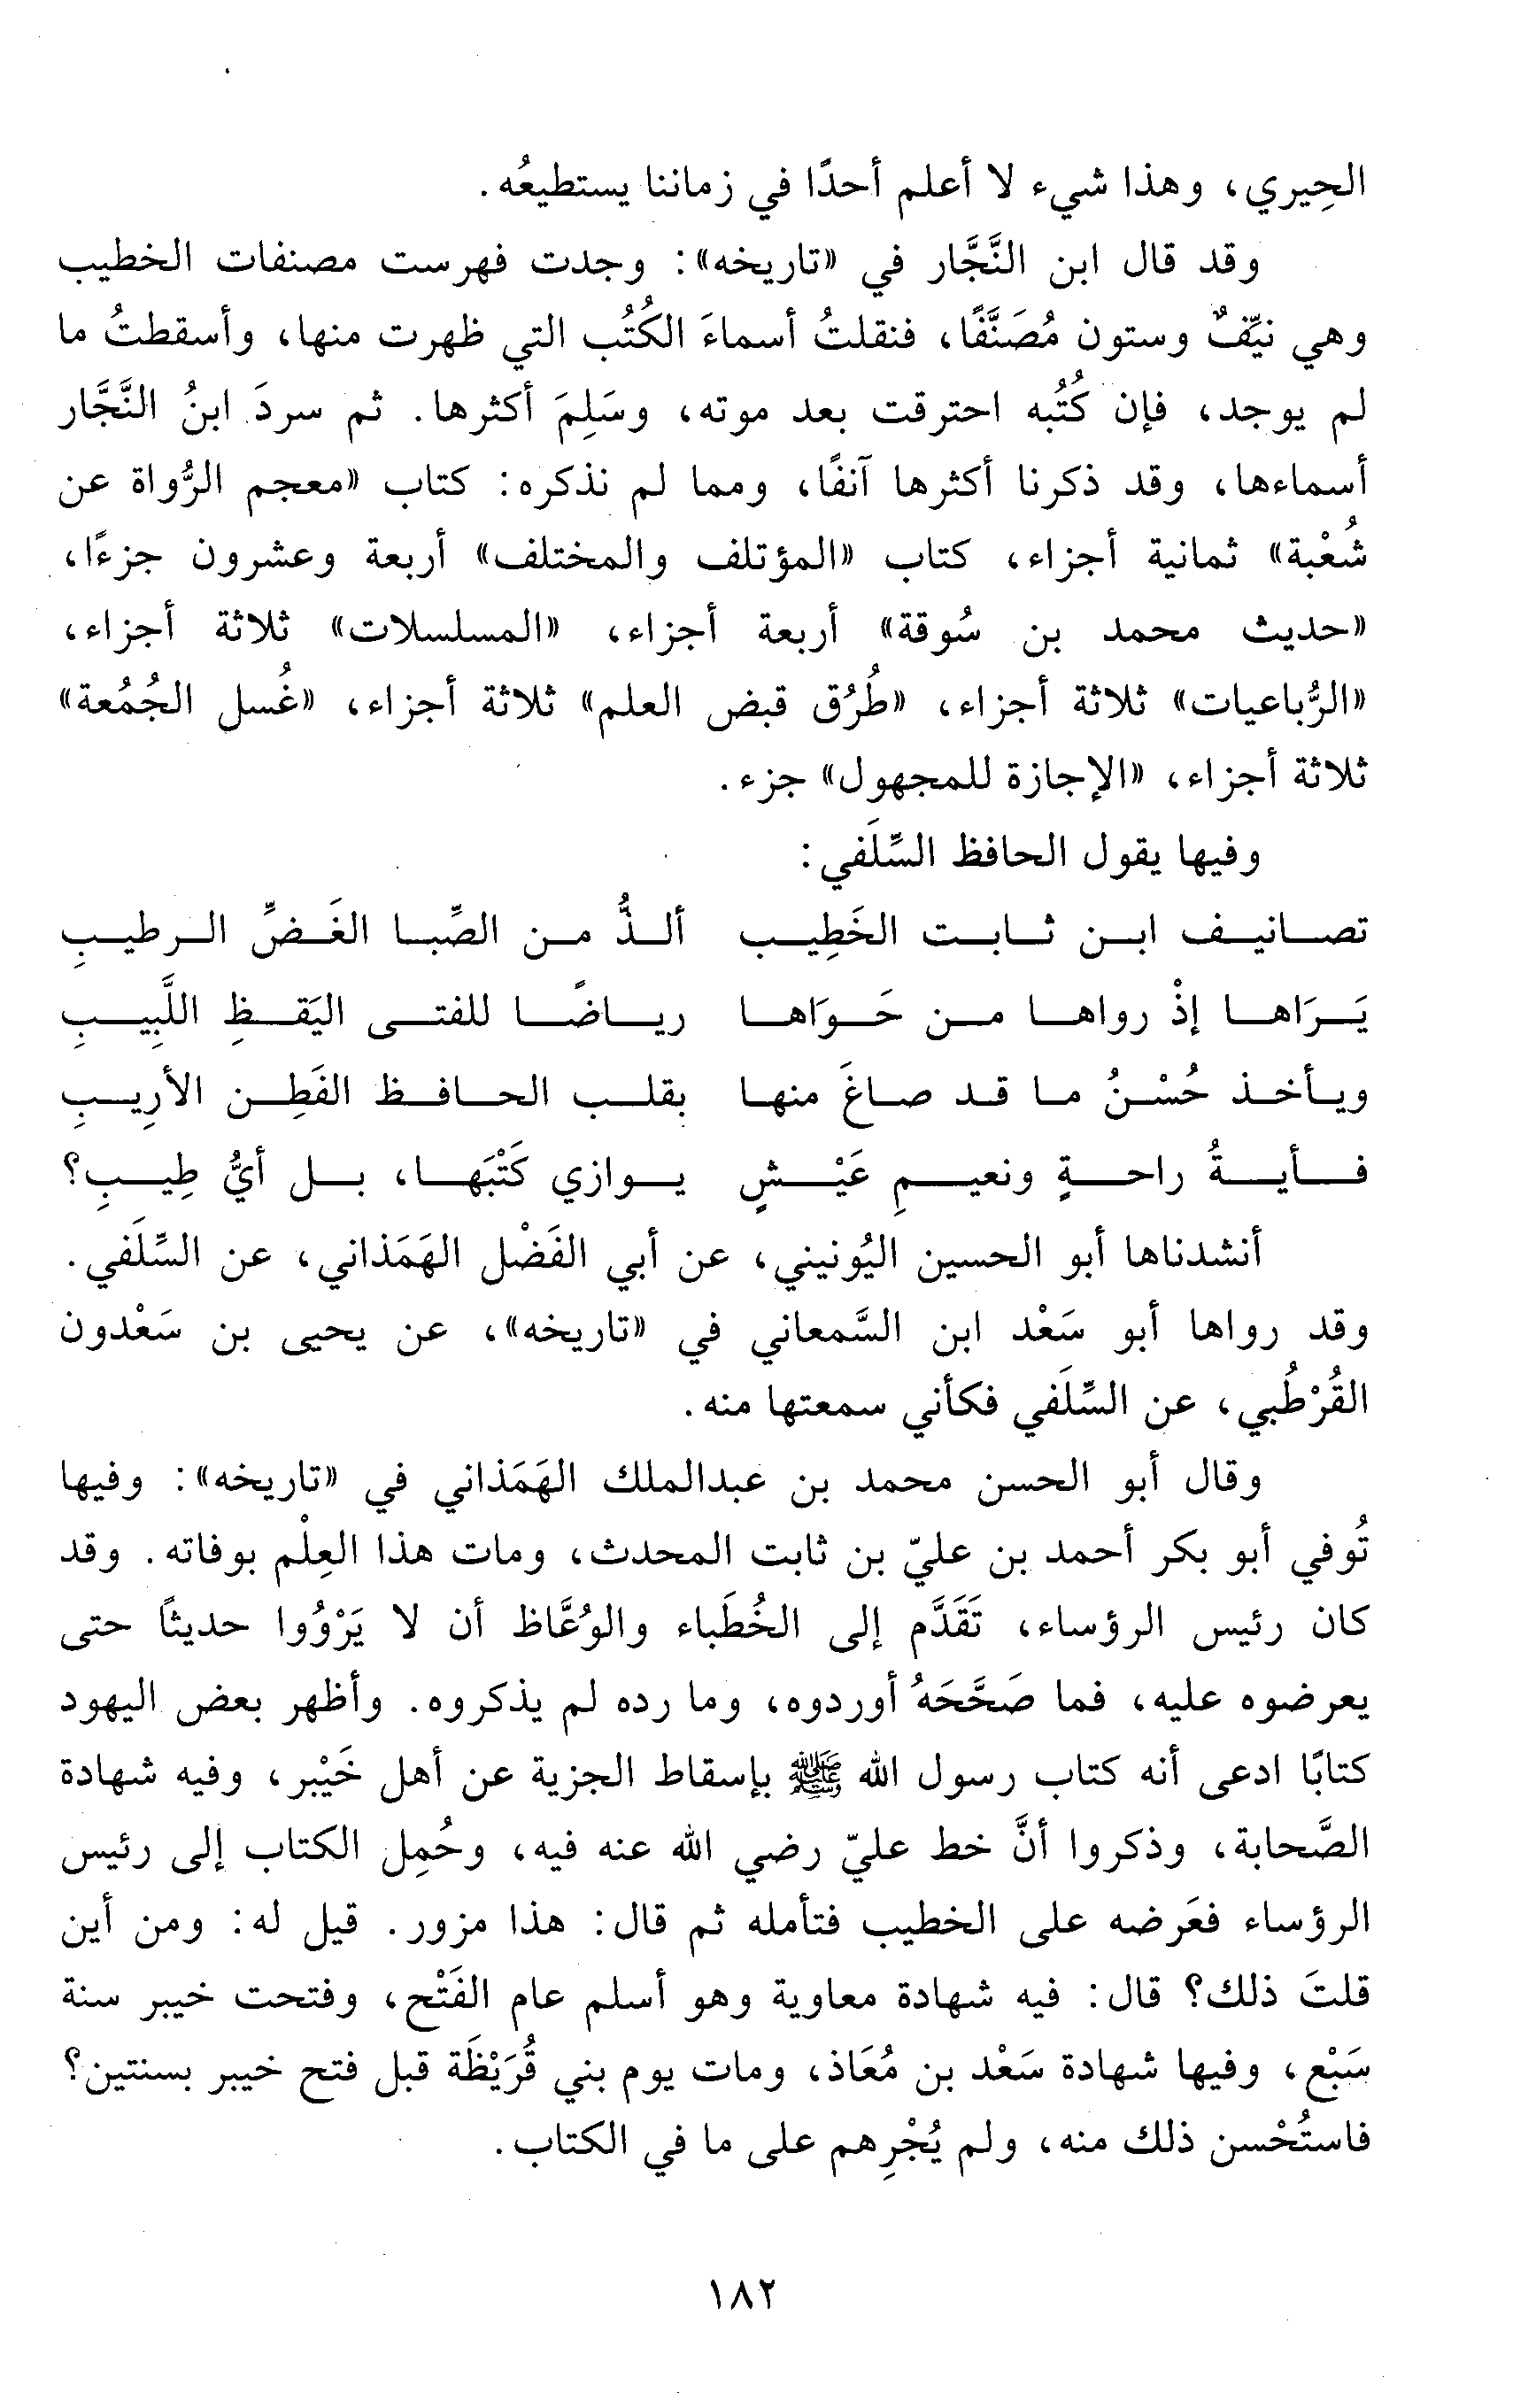 الحِيري، وهذا شيء لا أعلم أحدًا في زماننا يستطيعُه.
وقد قال ابن النَّجَّار في «تاريخه»: وجدت فهرست مصنفات الخطيب
وهي نيِّفٌ وستون مُصَنَّفًا، فنقلتُ أسماءَ الكُتُب التي ظهرت منها، وأسقطتُ ما
لم يوجد، فإن كُتُبه احترقت بعد موته، وسَلِمَ أكثرها. ثم سردَ ابنُ النَّجَّار
أسماءها، وقد ذكرنا أكثرها آنفًا، ومما لم نذكره: كتاب «معجم الرُّواة عن
شُعْبة» ثمانية أجزاء، كتاب «المؤتلف والمختلف» أربعة وعشرون جزءًا،
«حديث محمد بن سُوقة» أربعة أجزاء، «المسلسلات» ثلاثة أجزاء،
«الرُّباعيات» ثلاثة أجزاء، «طُرُق قبض العلم» ثلاثة أجزاء، «غُسل الجُمُعة»
ثلاثة أجزاء، «الإجازة للمجهول» جزء.
وفيها يقول الحافظ السِّلَفي:
تصانيف ابن ثابت الخَطِيب ألذُّ من الصِّبا الغَضِّ الرطيبِ
يَرَاها إذْ رواها من حَوَاها رياضًا للفتى اليَقظِ اللَّبِيبِ
ويأخذ حُسْنُ ما قد صاغَ منها بقلب الحافظ الفَطِن الأرِيبِ
فأيةُ راحةٍ ونعيمِ عَيْشٍ يوازي كَتْبَها، بل أيُّ طِيبِ؟
أنشدناها أبو الحسين اليُونيني، عن أبي الفَضْل الهَمَذاني، عن السِّلَفي.
وقد رواها أبو سَعْد ابن السَّمعاني في «تاريخه»، عن يحيى بن سَعْدون
القُرْطُبي، عن السِّلَفي فكأني سمعتها منه.
وقال أبو الحسن محمد بن عبدالملك الهَمَذاني في «تاريخه»: وفيها
تُوفي أبو بكر أحمد بن عليّ بن ثابت المحدث، ومات هذا العِلْم بوفاته. وقد
كان رئيس الرؤساء، تَقَدَّم إلى الخُطَباء والوُعَّاظ أن لا يَرْوُوا حديثًا حتى
يعرضوه عليه، فما صَحَّحَهُ أوردوه، وما رده لم يذكروه. وأظهر بعض اليهود
كتابًا ادعى أنه كتاب رسول الله ﷺ بإسقاط الجزية عن أهل خَيْبر، وفيه شهادة
الصَّحابة، وذكروا أنَّ خط عليّ رضي الله عنه فيه، وحُمِل الكتاب إلى رئيس
الرؤساء فعَرضه على الخطيب فتأمله ثم قال: هذا مزور. قيل له: ومن أين
قلتَ ذلك؟ قال: فيه شهادة معاوية وهو أسلم عام الفَتْح، وفتحت خيبر سنة
سَبْع، وفيها شهادة سَعْد بن مُعَاذ، ومات يوم بني قُرَيْظَة قبل فتح خيبر بسنتين؟
فاستُحْسن ذلك منه، ولم يُجْرِهم على ما في الكتاب.
١٨٢